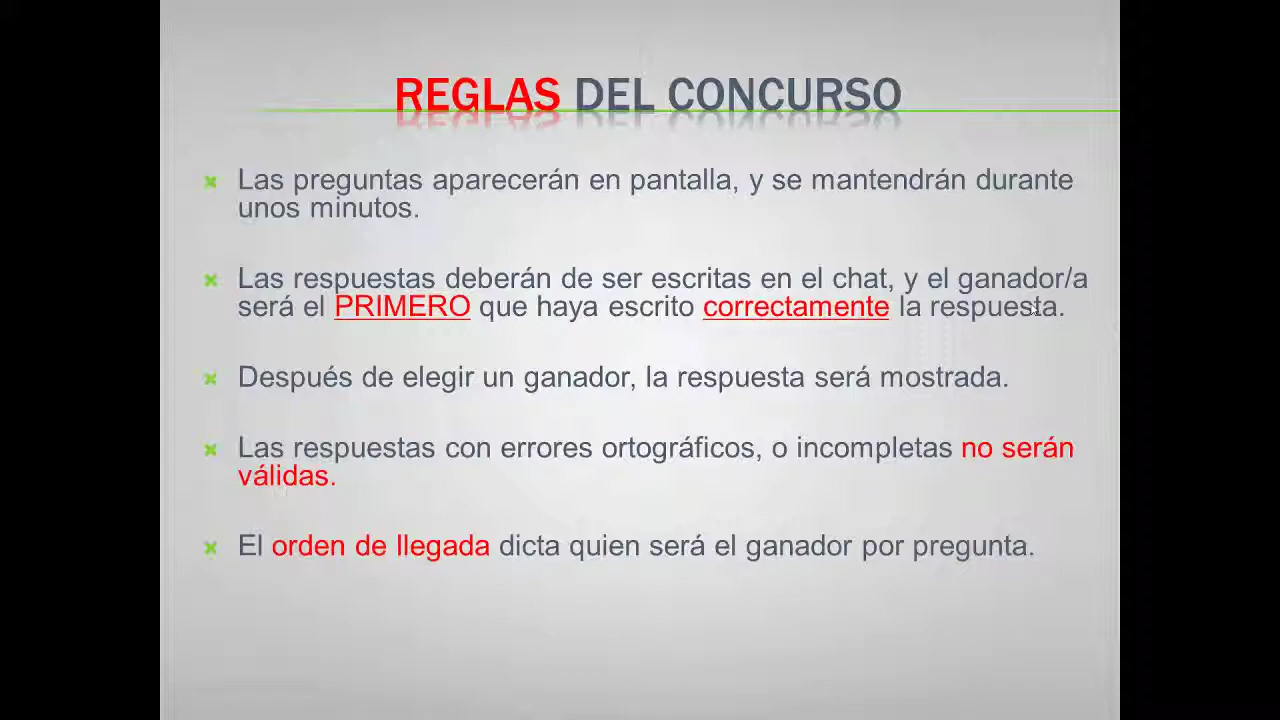 REGLAS DEL CONCURSO
Las preguntas aparecerán en pantalla, y se mantendrán durante
unos minutos.
Las respuestas deberán de ser escritas en el chat, y el ganador/a
será el PRIMERO que haya escrito correctamente la respuesta.
Después de elegir un ganador, la respuesta será mostrada.
Las respuestas con errores ortográficos, o incompletas no serán
válidas.
El orden de llegada dicta quien será el ganador por pregunta.